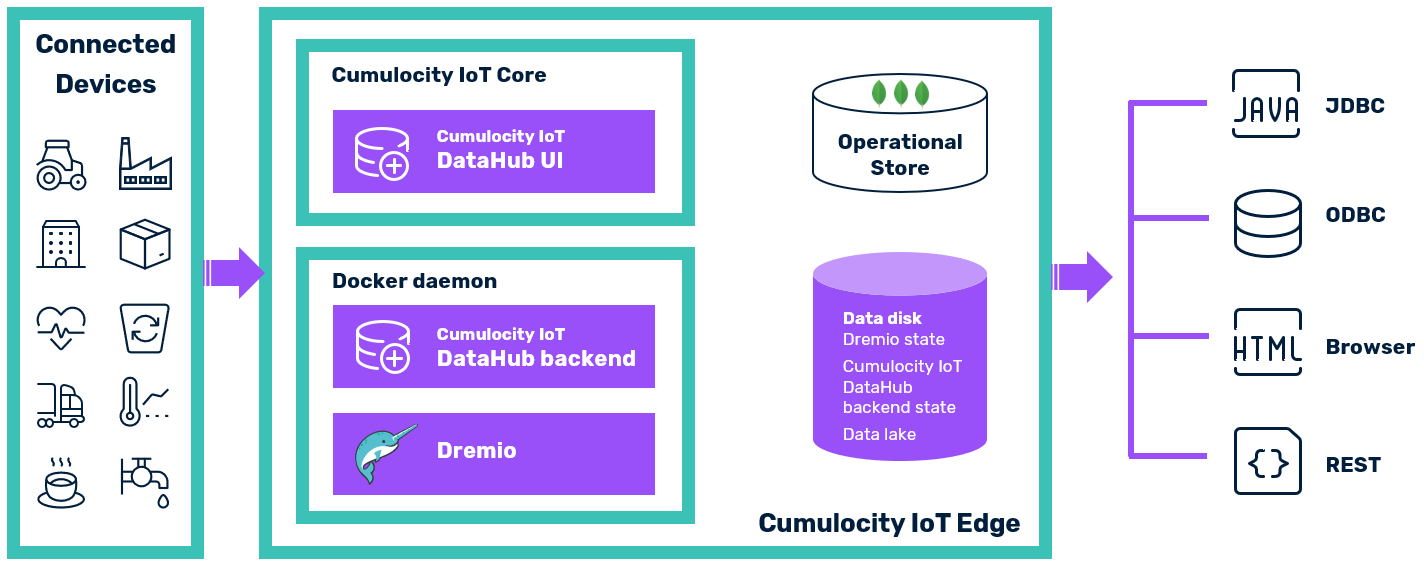 Connected
Devices
Cumulocity IoT Core
Cumulocity IoT
DataHub UI
Docker daemon
Cumulocity IoT
DataHub backend
Dremio
Operational
Store
Data disk
Dremio state
Cumulocity IoT
DataHub
backend state
Data lake
Cumulocity IoT Edge
JAVA
JDBC
ODBC
HTML
Browser
{}
REST